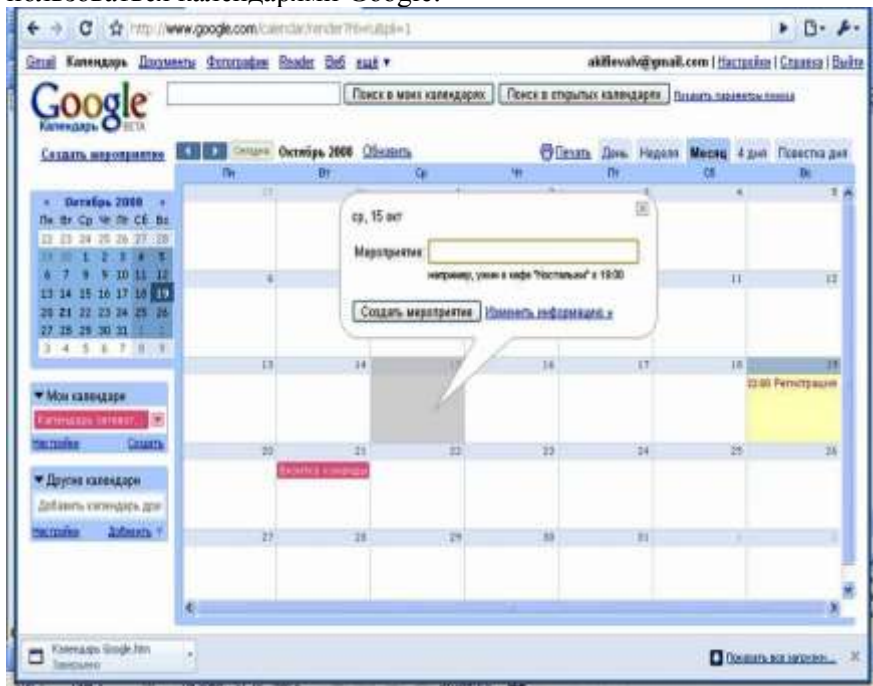 пользоваться календарями Google.
http://www.google.com/calendar/render?hl=ru&pli=1
Gmail Календарь Документы Фотографии Reader Веб ещё ▼
akifievalv@gmail.com | Настройки | Справка | Выйти
Google
Календарь BETA
Поиск в моих календарях
Поиск в открытых календарях
Показать параметры поиска
Создать мероприятие
Сегодня Октябрь 2008 Обновить
Печать День Неделя Месяц 4 дня Повестка дня
Пн Вт Ср Чт Пт Сб Вс
Октябрь 2008
Пн Вт Ср Чт Пт Сб Вс
22 23 24 25 26 27 28
29 30 1 2 3 4 5
6 7 8 9 10 11 12
13 14 15 16 17 18 19
20 21 22 23 24 25 26
27 28 29 30 31 1 2
3 4 5 6 7 8 9
▼ Мои календари
Настройки Создать
▼ Другие календари
Добавить календарь дру
Настройки Добавить ▼
ср, 15 окт
Мероприятие:
например, ужин в кафе "Ностальжи" в 19:00
Создать мероприятие
Изменить информацию »
4 5
6 11 12
13 14 15 16 17 18 19
22:00 Регистрация
20 21 22 23 24 25 26
Визитка команды
27 28 29 30 31
Календарь Google.htm
Завершено
Показать все загрузки...